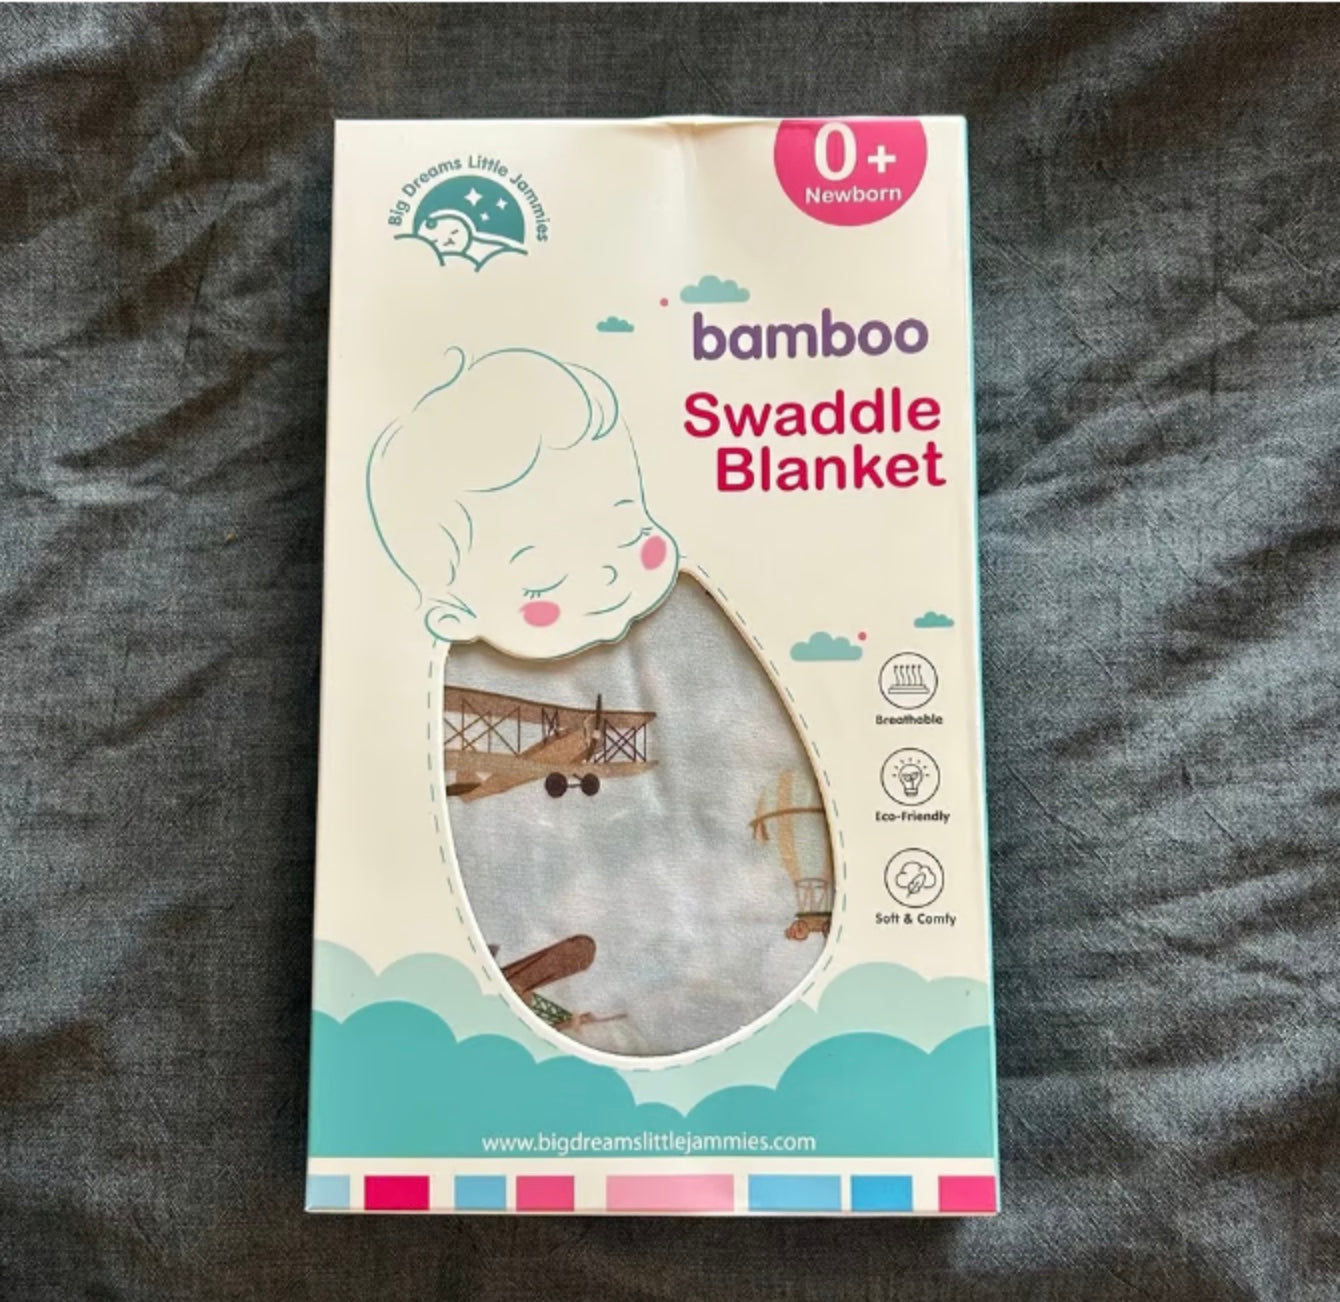 Big Dreams Little Jammies
0+
Newborn
bamboo
Swaddle
Blanket
Breathable
Eco-Friendly
Soft & Comfy
www.bigdreamslittlejammies.com